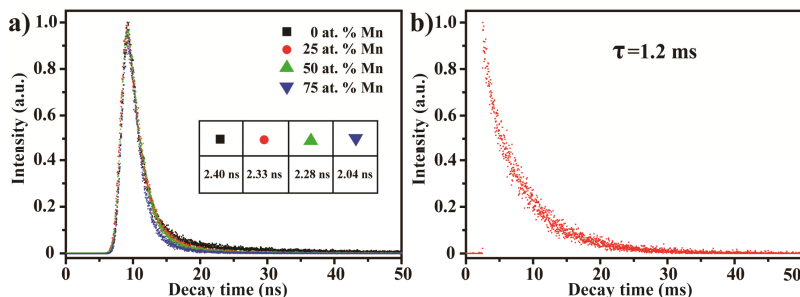 a)
Intensity (a.u.)
1.0
0.8
0.6
0.4
0.2
0
0 at. % Mn
25 at. % Mn
50 at. % Mn
75 at. % Mn
2.40 ns 2.33 ns 2.28 ns 2.04 ns
0 10 20 30 40 50
Decay time (ns)
b)
Intensity (a.u.)
1.0
0.8
0.6
0.4
0.2
0
τ=1.2 ms
0 10 20 30 40 50
Decay time (ms)